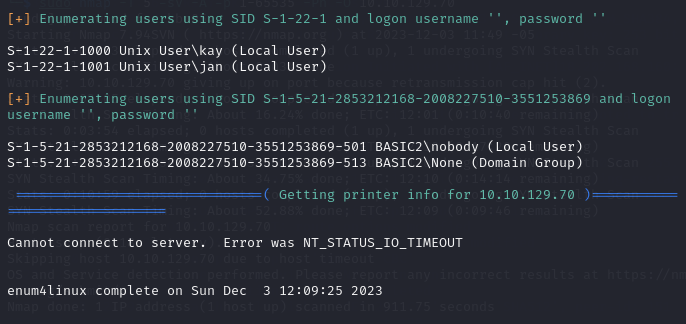 [+] Enumerating users using SID S-1-22-1 and logon username '', password ''
S-1-22-1-1000 Unix User\kay (Local User)
S-1-22-1-1001 Unix User\jan (Local User)
[+] Enumerating users using SID S-1-5-21-2853212168-2008227510-3551253869 and logon
username '', password ''
S-1-5-21-2853212168-2008227510-3551253869-501 BASIC2\nobody (Local User)
S-1-5-21-2853212168-2008227510-3551253869-513 BASIC2\None (Domain Group)
================================( Getting printer info for 10.10.129.70 )===========
====================
Cannot connect to server.  Error was NT_STATUS_IO_TIMEOUT
enum4linux complete on Sun Dec  3 12:09:25 2023